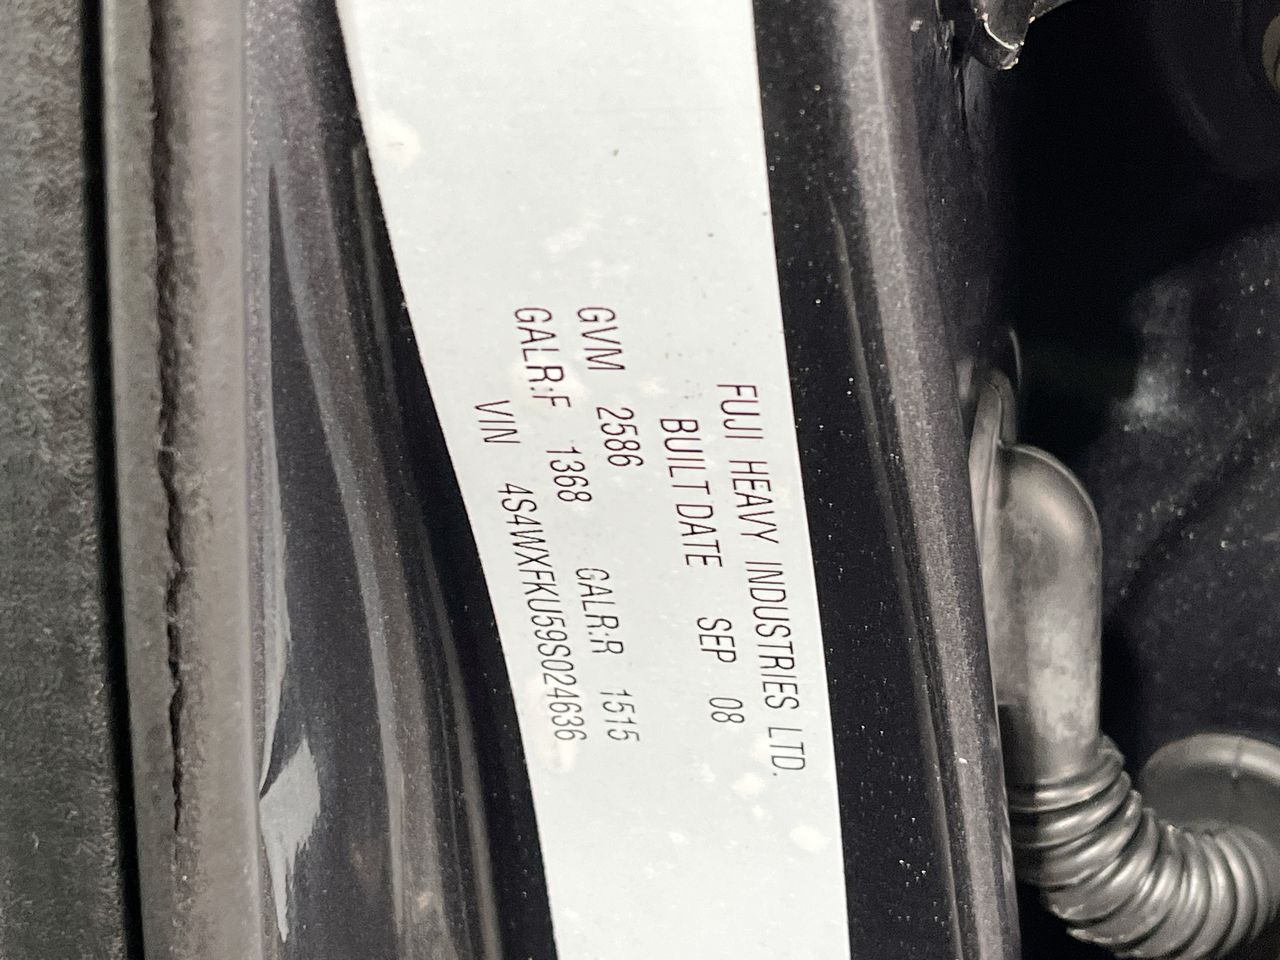 FUJI HEAVY INDUSTRIES LTD.
BUILT DATE SEP 08
GVM 2586
GALR:F 1368 GALR:R 1515
VIN 4S4WXFKU59S024636